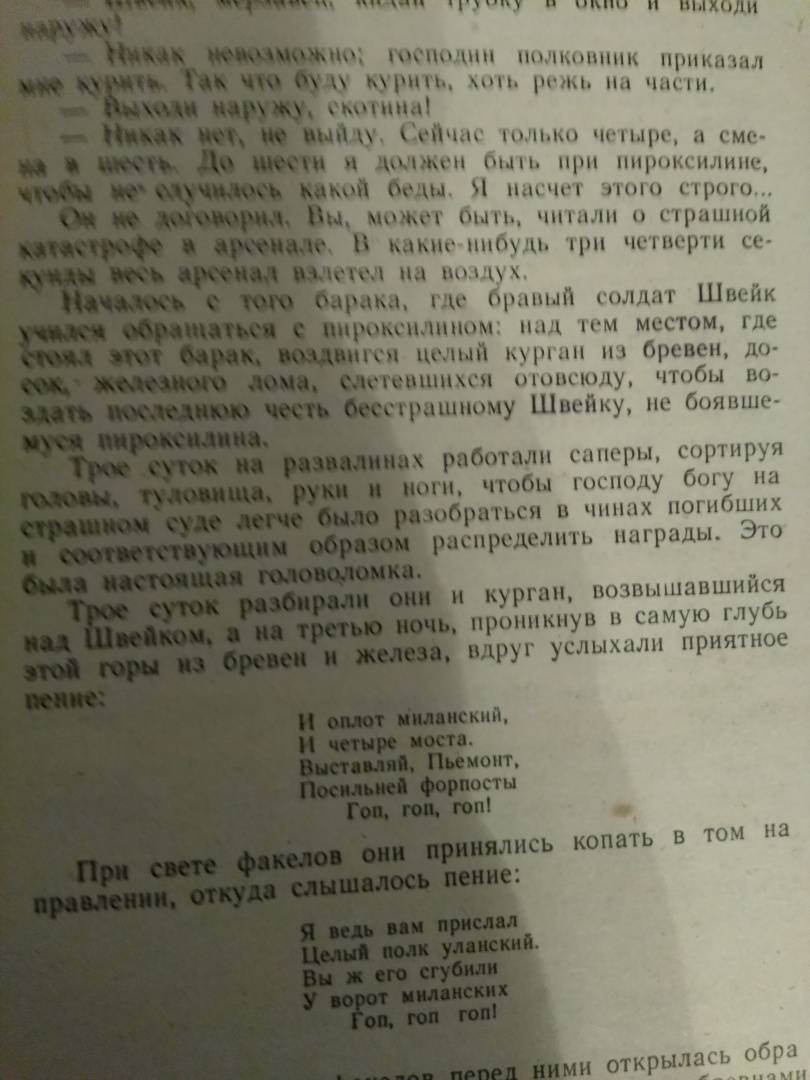 — Швейк, мерзавец, кидай трубку в окно и выходи
наружу!
— Никак невозможно; господин полковник приказал
мне курить. Так что буду курить, хоть режь на части.
— Выходи наружу, скотина!
— Никак нет, не выйду. Сейчас только четыре, а сме-
на в шесть. До шести я должен быть при пироксилине,
чтобы не случилось какой беды. Я насчет этого строго...
Он не договорил. Вы, может быть, читали о страшной
катастрофе в арсенале. В какие-нибудь три четверти се-
кунды весь арсенал взлетел на воздух.
Началось с того барака, где бравый солдат Швейк
учился обращаться с пироксилином: над тем местом, где
стоял этот барак, воздвигся целый курган из бревен, до-
сок, железного лома, слетевшихся отовсюду, чтобы во-
здать последнюю честь бесстрашному Швейку, не боявше-
муся пироксилина.
Трое суток на развалинах работали саперы, сортируя
головы, туловища, руки и ноги, чтобы господу богу на
страшном суде легче было разобраться в чинах погибших
и соответствующим образом распределить награды. Это
была настоящая головоломка.
Трое суток разбирали они и курган, возвышавшийся
над Швейком, а на третью ночь, проникнув в самую глубь
этой горы из бревен и железа, вдруг услыхали приятное
пение:
И оплот миланский,
И четыре моста.
Выставляй, Пьемонт,
Посильней форпосты
Гоп, гоп, гоп!
При свете факелов они принялись копать в том на
правлении, откуда слышалось пение:
Я ведь вам прислал
Целый полк уланский.
Вы ж его сгубили
У ворот миланских
Гоп, гоп гоп!
факелов перед ними открылась обра